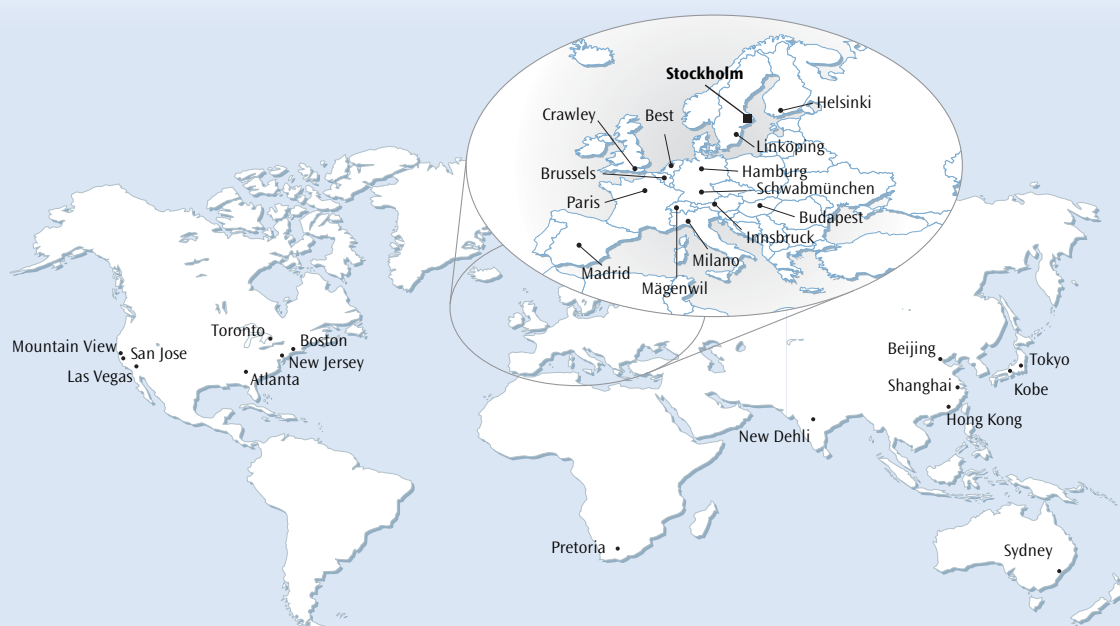 Stockholm
Helsinki
Crawley
Best
Linköping
Brussels
Hamburg
Schwabmünchen
Paris
Budapest
Innsbruck
Milano
Madrid
Mägenwil
Toronto
Boston
Mountain View
San Jose
New Jersey
Las Vegas
Atlanta
Beijing
Tokyo
Shanghai
Kobe
Hong Kong
New Dehli
Pretoria
Sydney